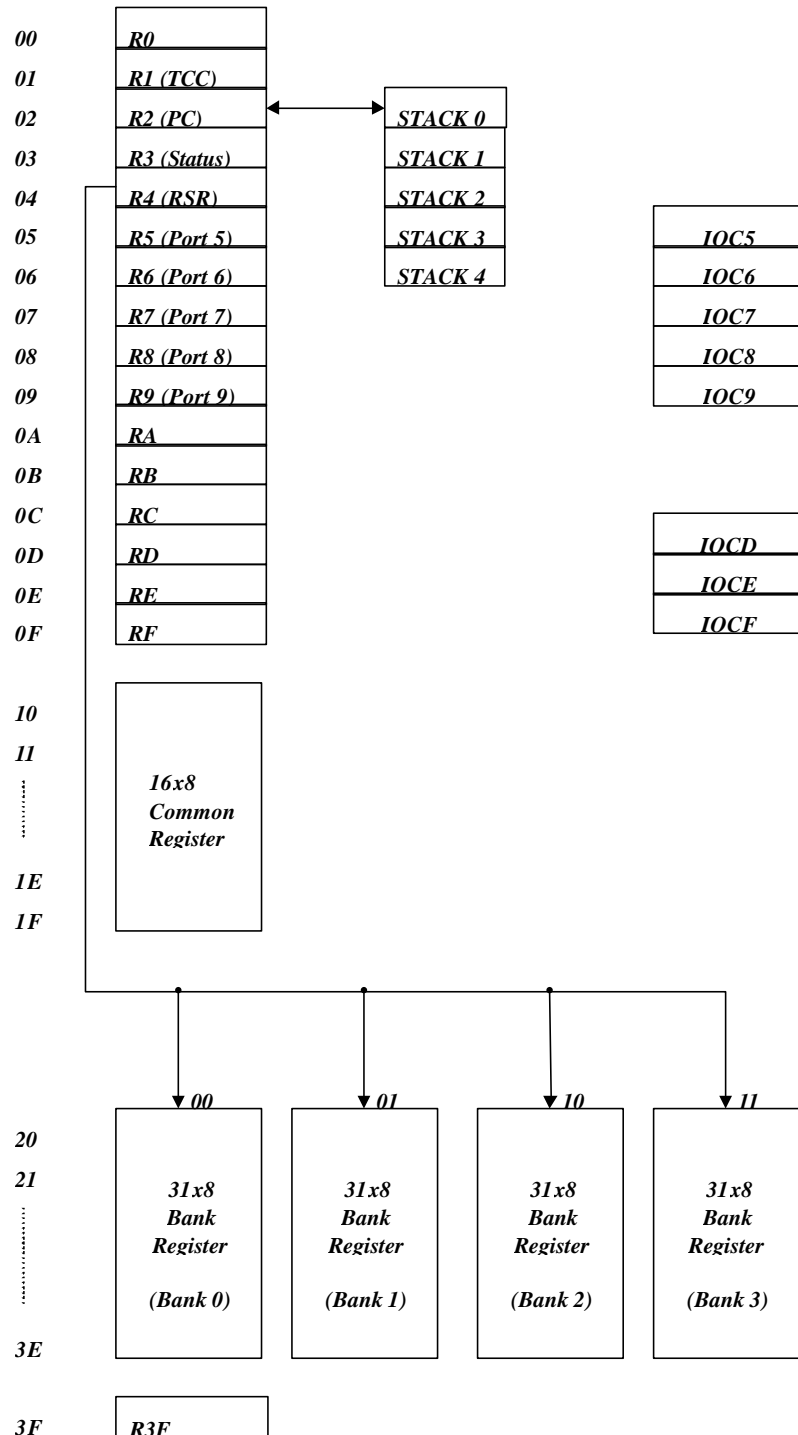 00 R0
01 R1 (TCC)
02 R2 (PC) STACK 0
03 R3 (Status) STACK 1
04 R4 (RSR) STACK 2
05 R5 (Port 5) STACK 3 IOC5
06 R6 (Port 6) STACK 4 IOC6
07 R7 (Port 7) IOC7
08 R8 (Port 8) IOC8
09 R9 (Port 9) IOC9
0A RA
0B RB
0C RC
0D RD IOCD
0E RE IOCE
0F RF IOCF
10
11
16x8
Common
Register
1E
1F
00 01 10 11
20
21 31x8 31x8 31x8 31x8
Bank Bank Bank Bank
Register Register Register Register
(Bank 0) (Bank 1) (Bank 2) (Bank 3)
3E
3F R3F